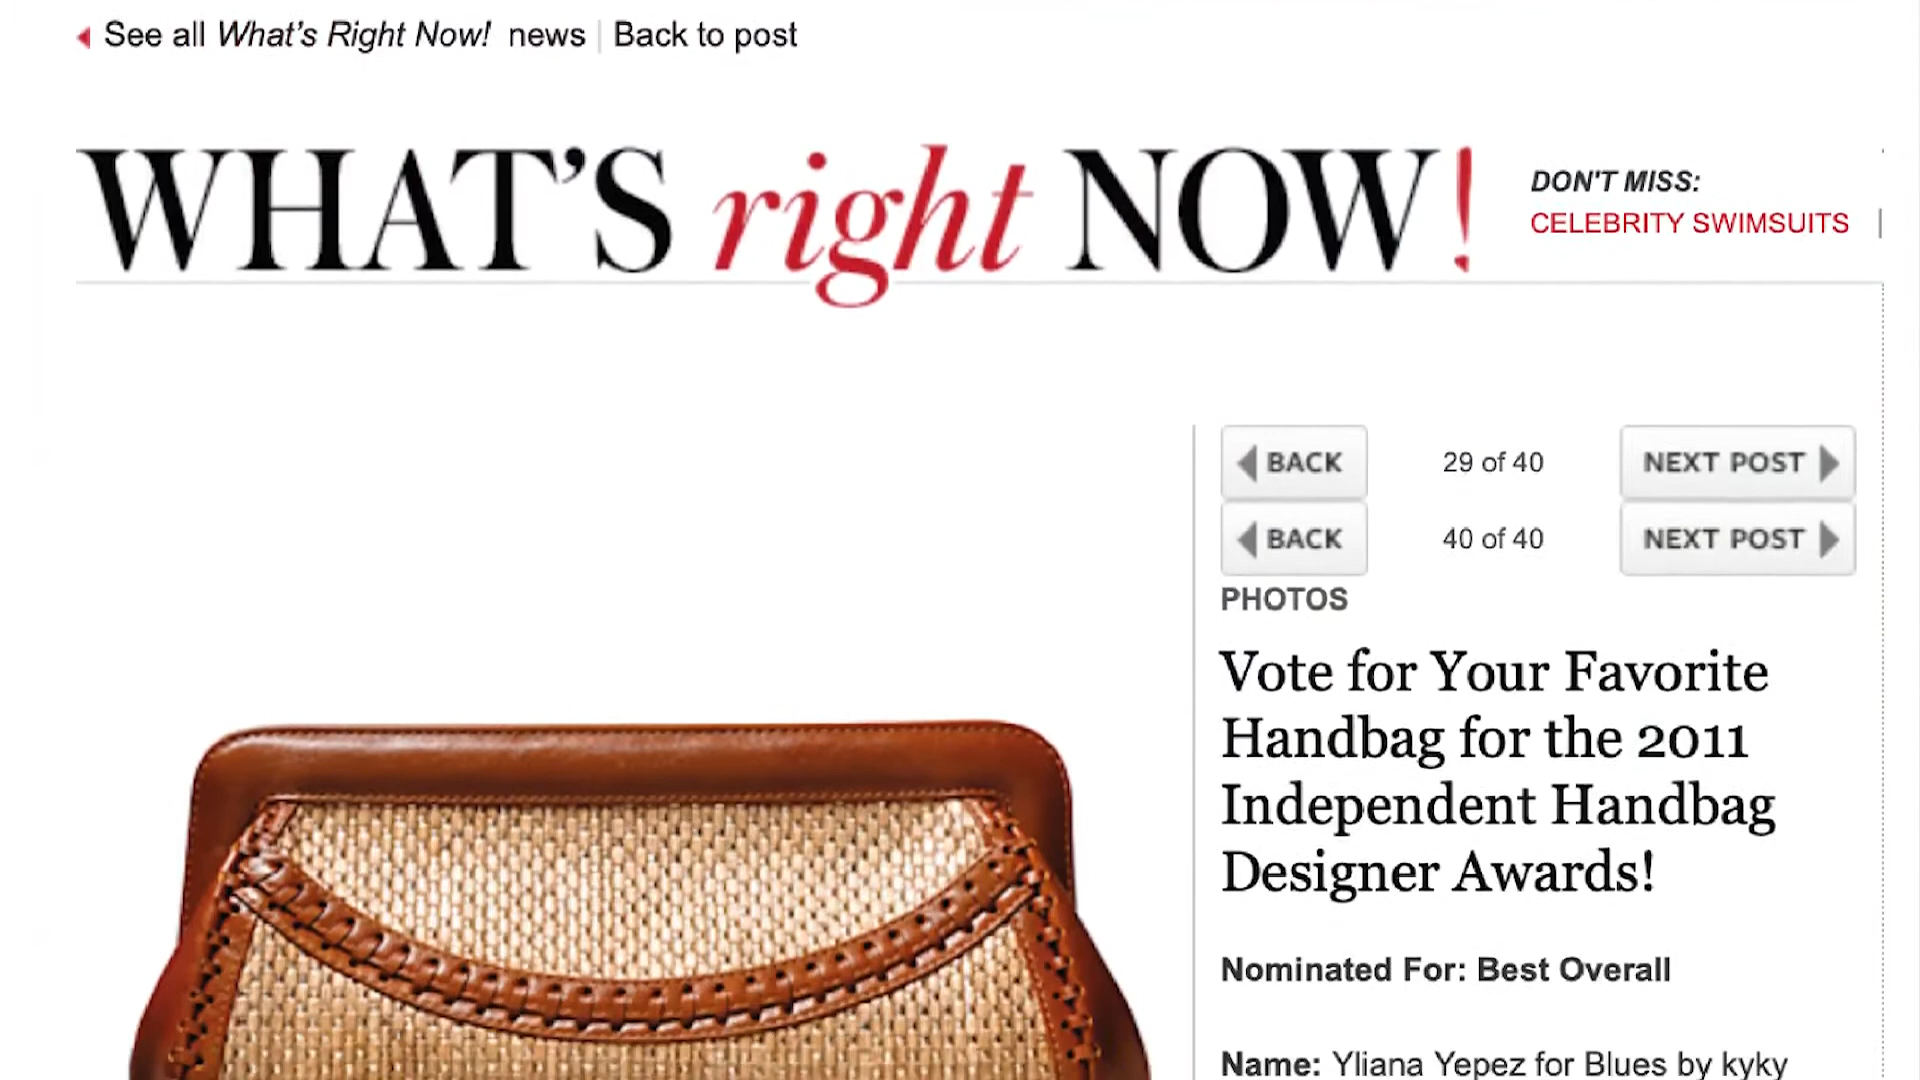 See all What's Right Now! news | Back to post
WHAT'S right NOW!
DON'T MISS:
CELEBRITY SWIMSUITS |
BACK 29 of 40 NEXT POST
BACK 40 of 40 NEXT POST
PHOTOS
Vote for Your Favorite
Handbag for the 2011
Independent Handbag
Designer Awards!
Nominated For: Best Overall
Name: Yliana Yepez for Blues by kyky